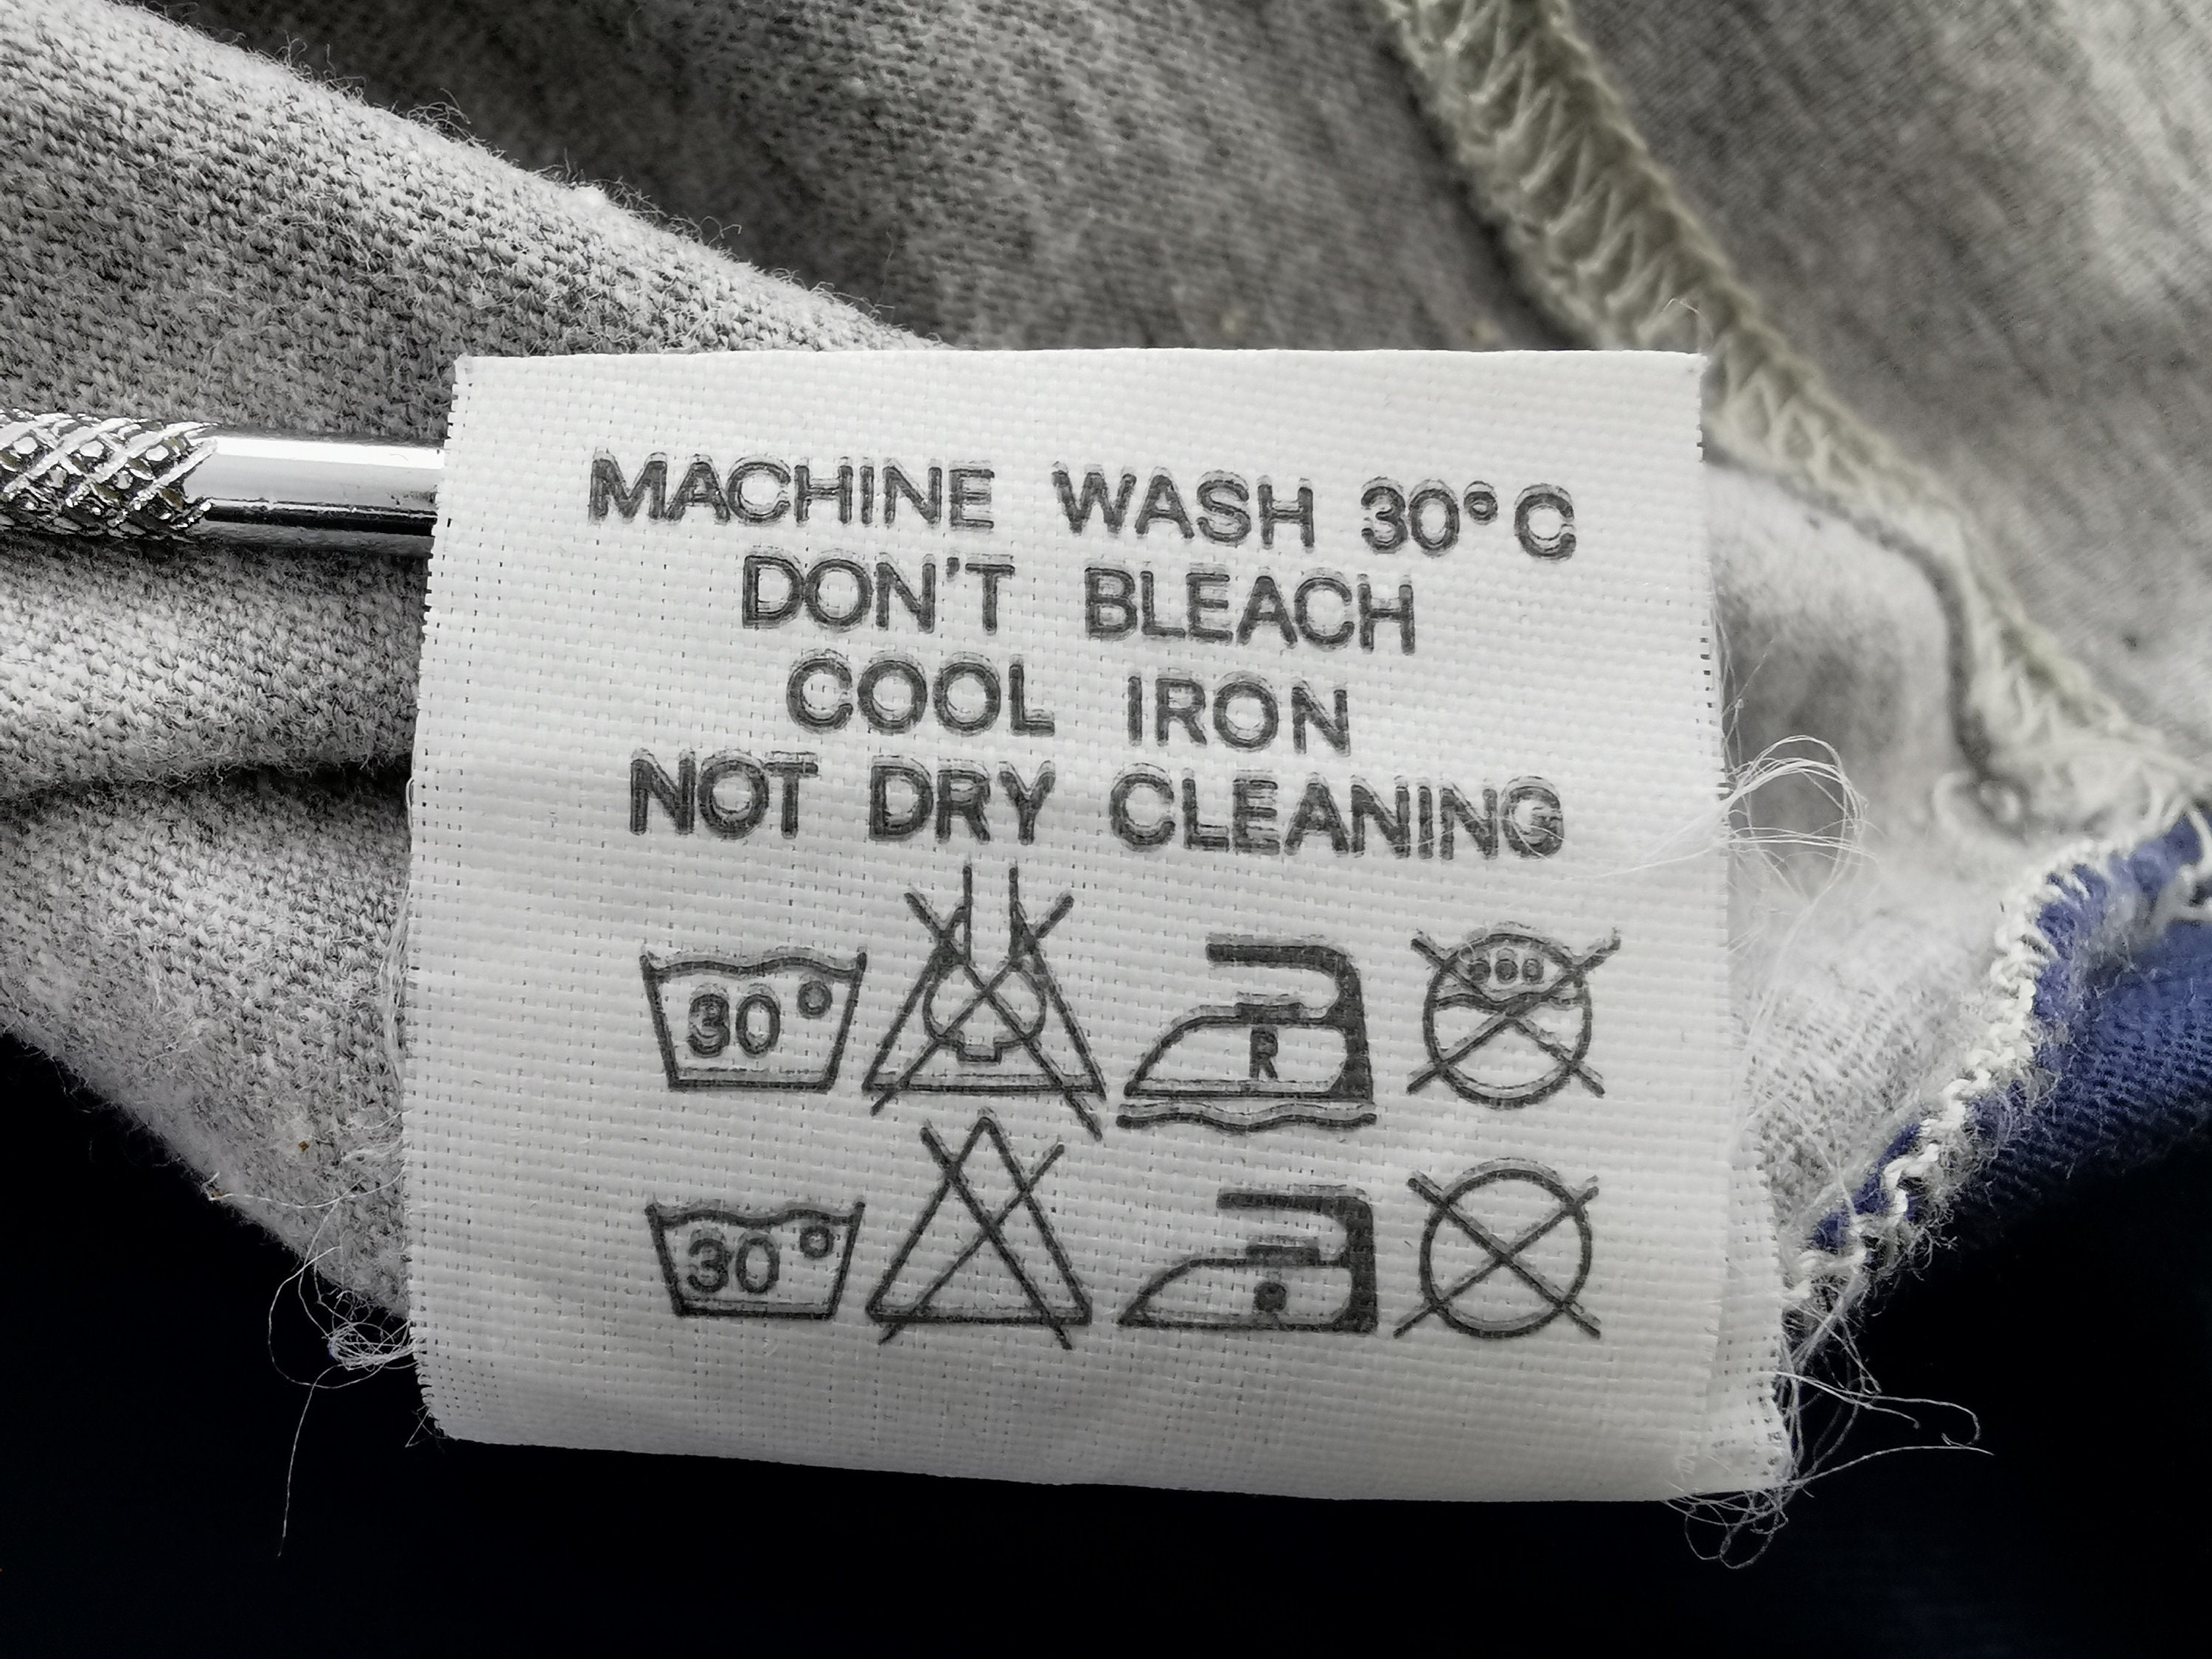 MACHINE WASH 30°C
DON'T BLEACH
COOL IRON
NOT DRY CLEANING
30° R
30°